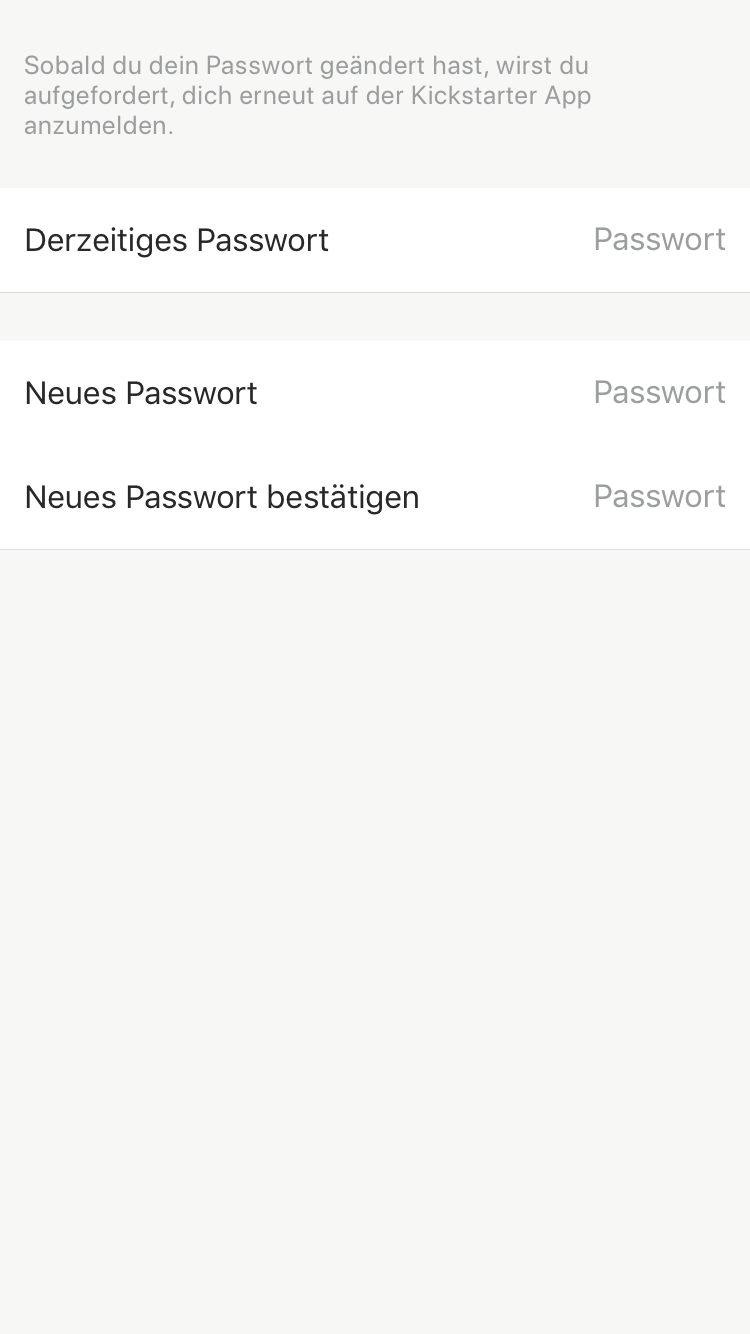 Sobald du dein Passwort geändert hast, wirst du
aufgefordert, dich erneut auf der Kickstarter App
anzumelden.
Derzeitiges Passwort Passwort
Neues Passwort Passwort
Neues Passwort bestätigen Passwort